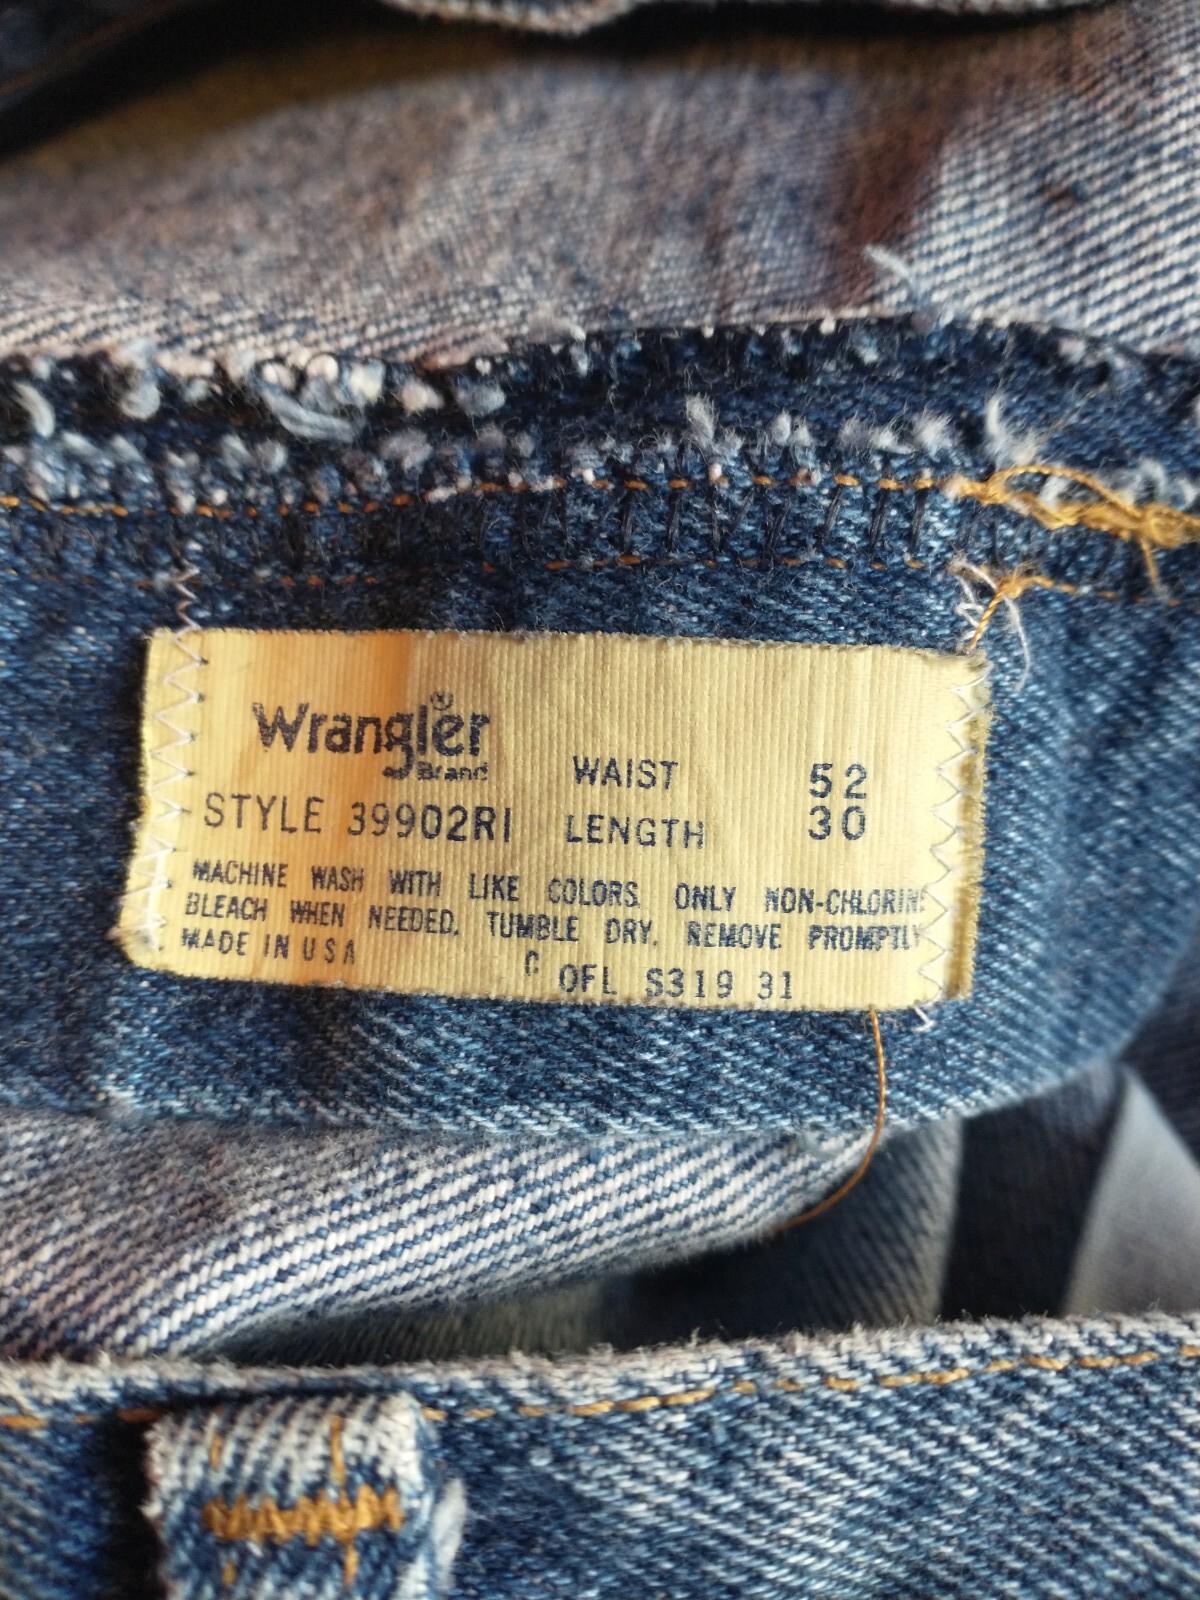 Wrangler®
Brand
WAIST 52
STYLE 39902RI LENGTH 30
MACHINE WASH WITH LIKE COLORS. ONLY NON-CHLORINE
BLEACH WHEN NEEDED. TUMBLE DRY. REMOVE PROMPTLY
MADE IN USA
C OFL S319 31